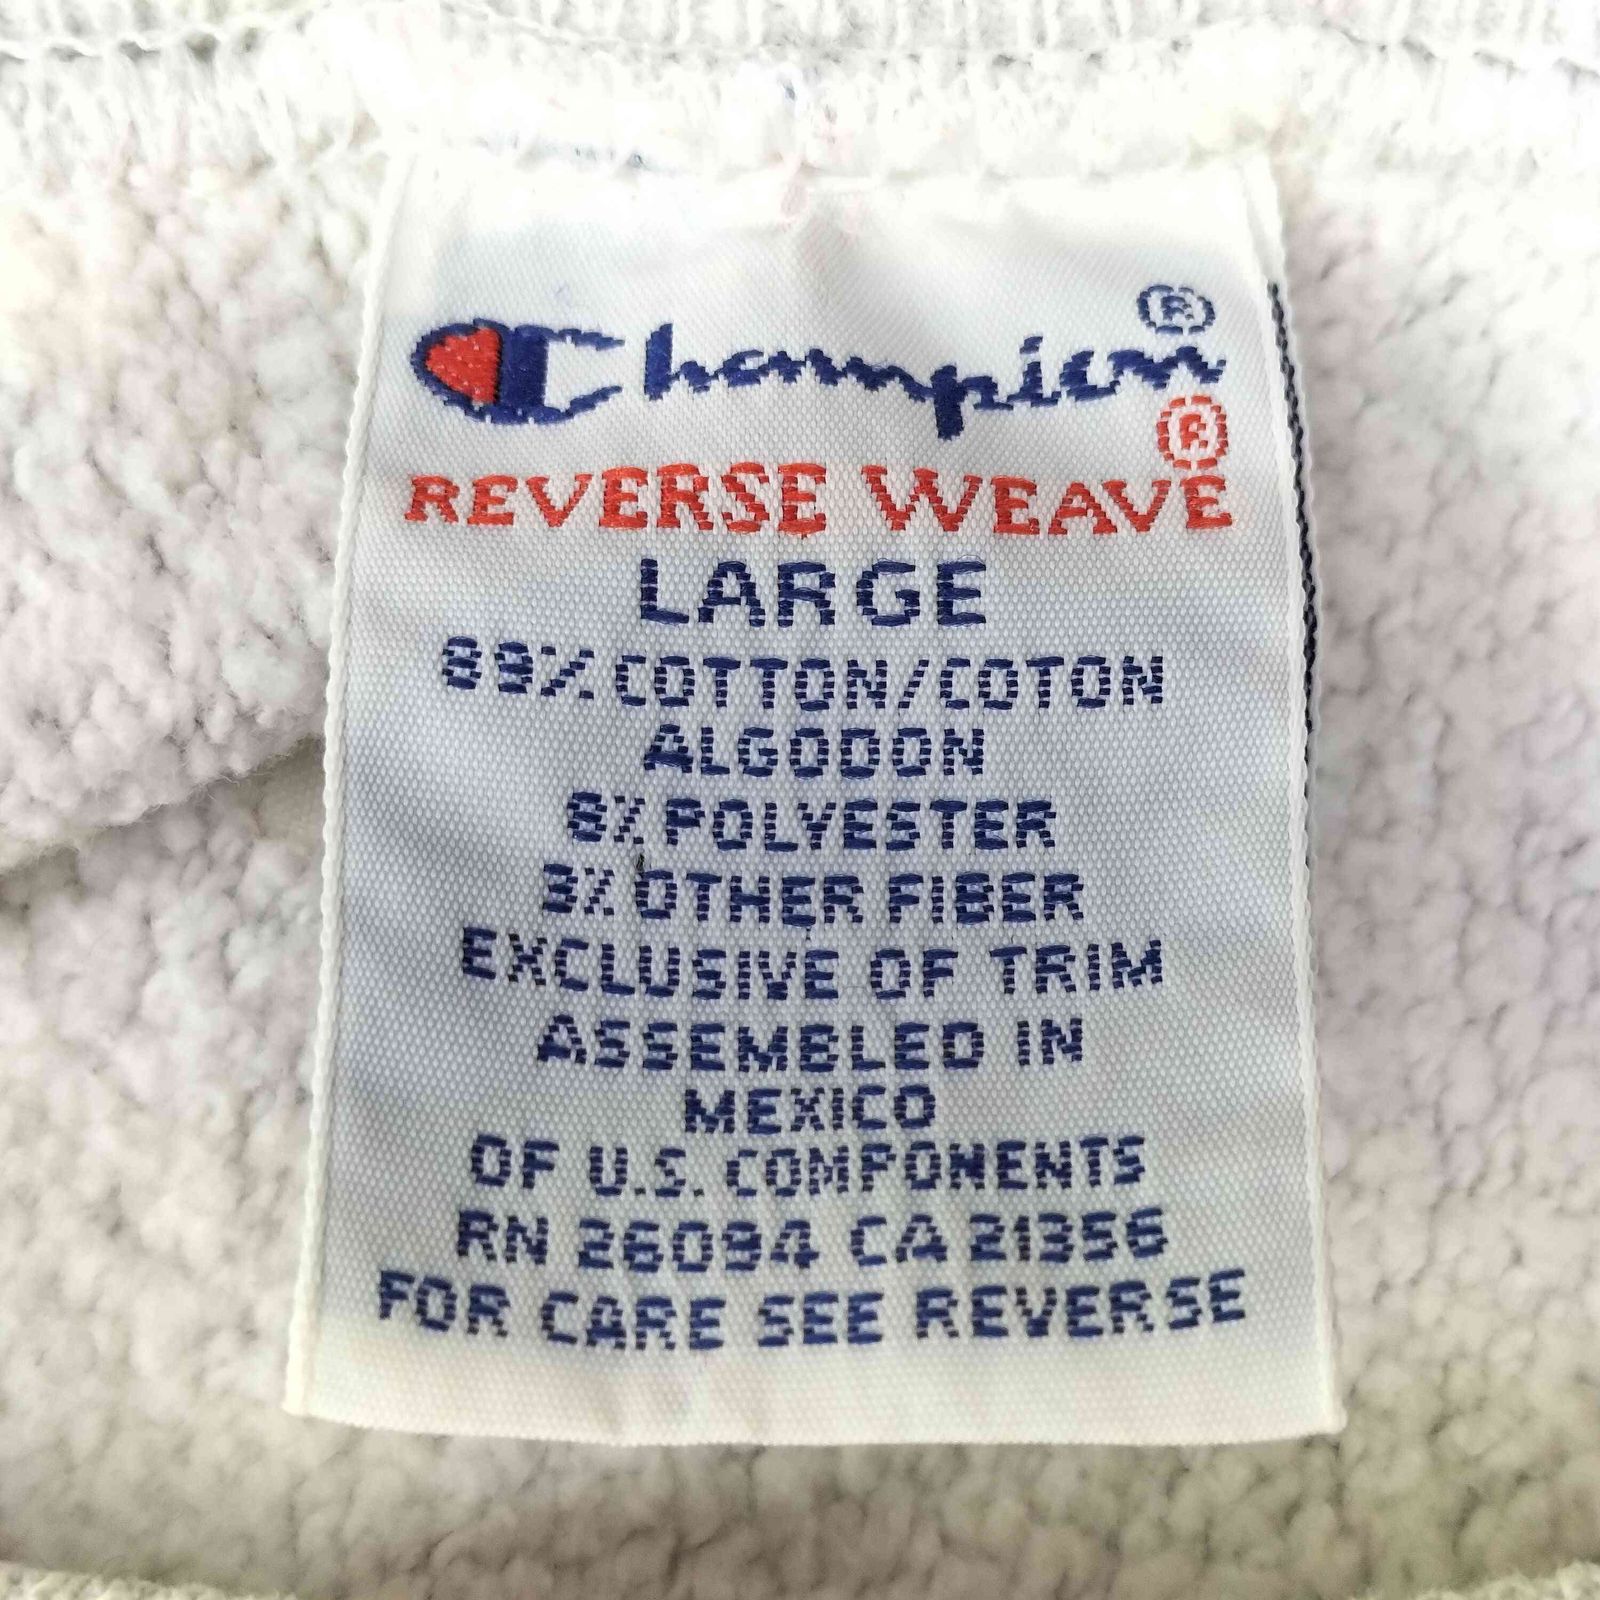 Champion®
REVERSE WEAVE®
LARGE
89% COTTON/COTON
ALGODON
8% POLYESTER
3% OTHER FIBER
EXCLUSIVE OF TRIM
ASSEMBLED IN
MEXICO
OF U.S. COMPONENTS
RN 26094 CA 21356
FOR CARE SEE REVERSE